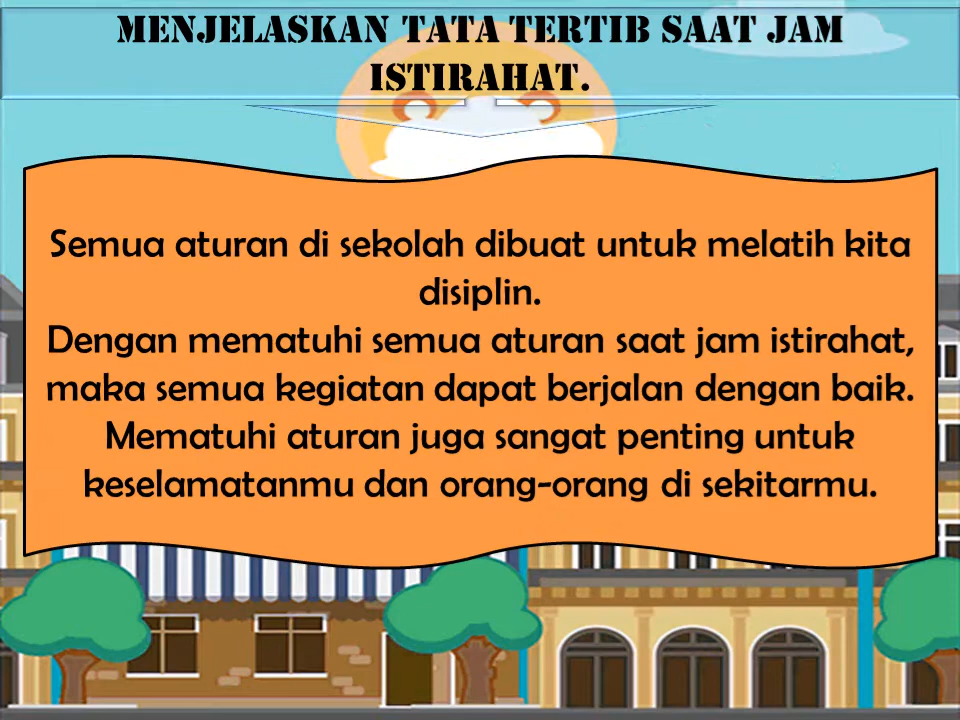 MENJELASKAN TATA TERTIB SAAT JAM
ISTIRAHAT.
Semua aturan di sekolah dibuat untuk melatih kita
disiplin.
Dengan mematuhi semua aturan saat jam istirahat,
maka semua kegiatan dapat berjalan dengan baik.
Mematuhi aturan juga sangat penting untuk
keselamatanmu dan orang-orang di sekitarmu.